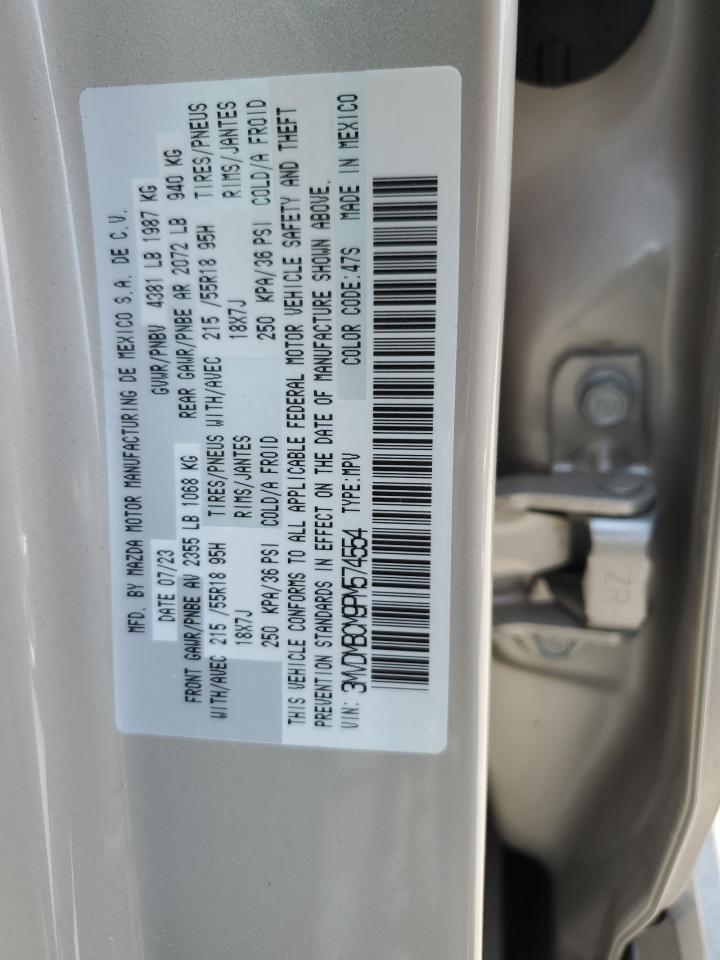 MFD. BY MAZDA MOTOR MANUFACTURING DE MEXICO S.A. DE C.V.
DATE 07/23 GVWR/PNBV 4381 LB 1987 KG
FRONT GAWR/PNBE AV 2355 LB 1068 KG REAR GAWR/PNBE AR 2072 LB 940 KG
WITH/AVEC 215 /55R18 95H TIRES/PNEUS WITH/AVEC 215 /55R18 95H TIRES/PNEUS
18X7J RIMS/JANTES 18X7J RIMS/JANTES
250 KPA/36 PSI COLD/A FROID 250 KPA/36 PSI COLD/A FROID
THIS VEHICLE CONFORMS TO ALL APPLICABLE FEDERAL MOTOR VEHICLE SAFETY AND THEFT
PREVENTION STANDARDS IN EFFECT ON THE DATE OF MANUFACTURE SHOWN ABOVE.
VIN: 3MVDMBCM9PM574554 TYPE:MPV COLOR CODE:47S MADE IN MEXICO
ZR